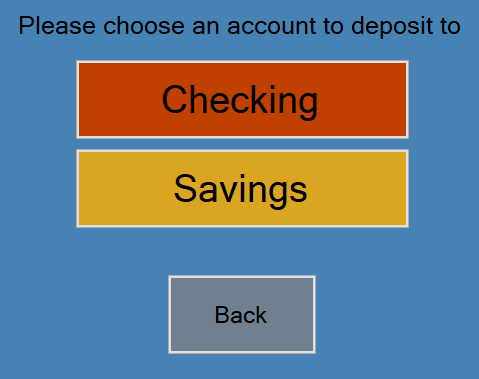 Please choose an account to deposit to
Checking
Savings
Back